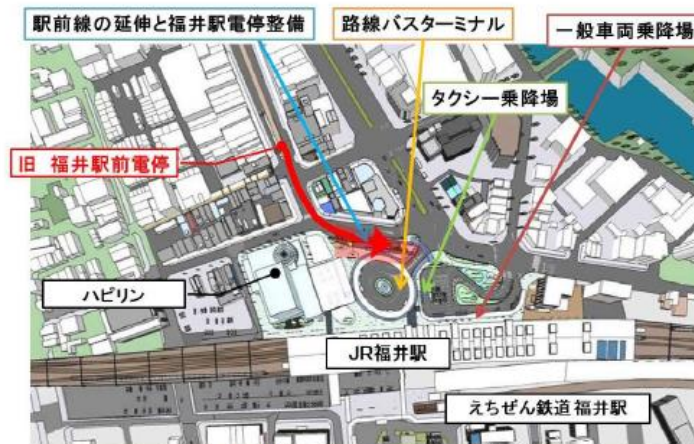 駅前線の延伸と福井駅電停整備
路線バスターミナル
一般車両乗降場
タクシー乗降場
旧 福井駅前電停
ハピリン
JR福井駅
えちぜん鉄道福井駅